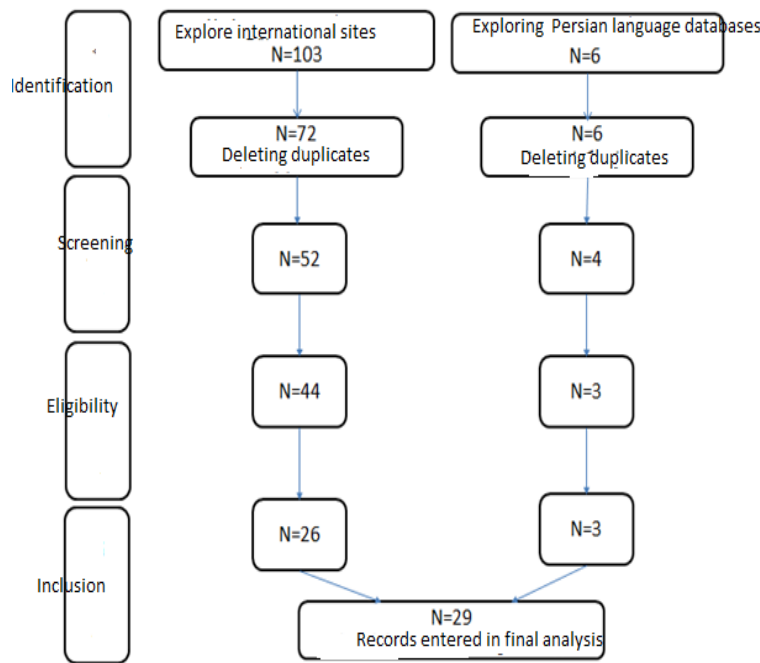 Explore international sites
N=103
Exploring Persian language databases
N=6
Identification
N=72
Deleting duplicates
N=6
Deleting duplicates
Screening
N=52
N=4
Eligibility
N=44
N=3
N=26
N=3
Inclusion
N=29
Records entered in final analysis